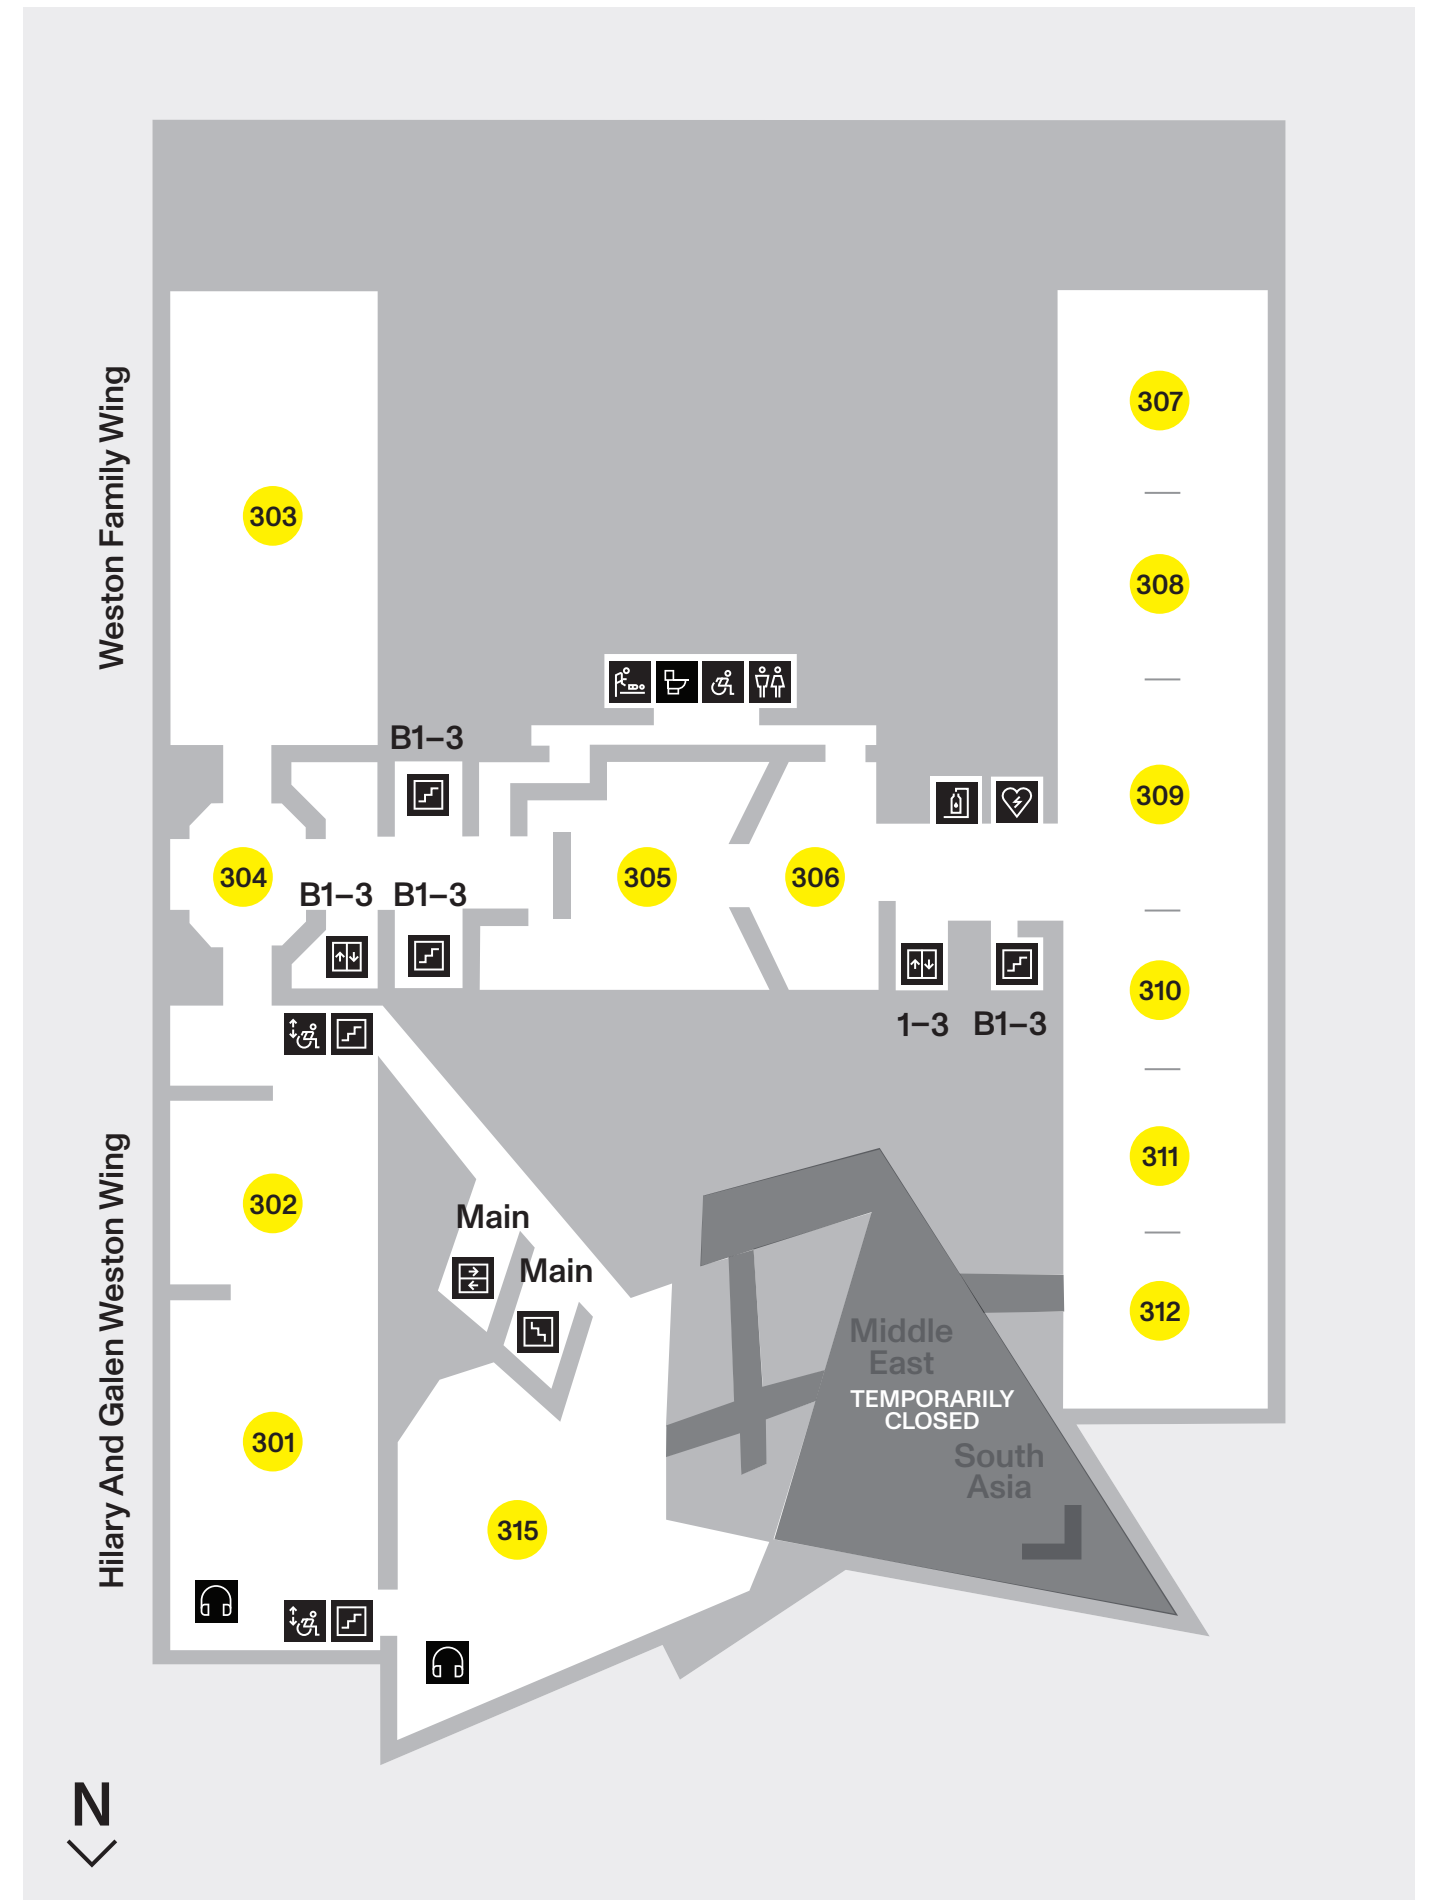 307
Weston Family Wing
303
308
B1–3
309
304
305
306
B1–3
B1–3
310
1–3
B1–3
Hilary And Galen Weston Wing
311
302
Main
Main
312
Middle
East
TEMPORARILY
CLOSED
301
South
Asia
315
N